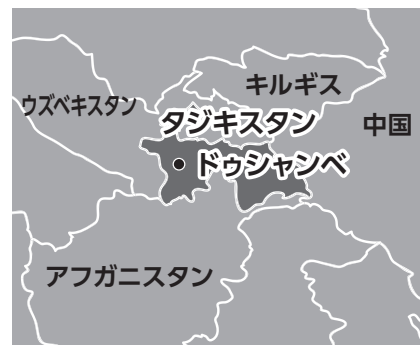 キルギス
ウズベキスタン
タジキスタン
中国
ドゥシャンベ
アフガニスタン